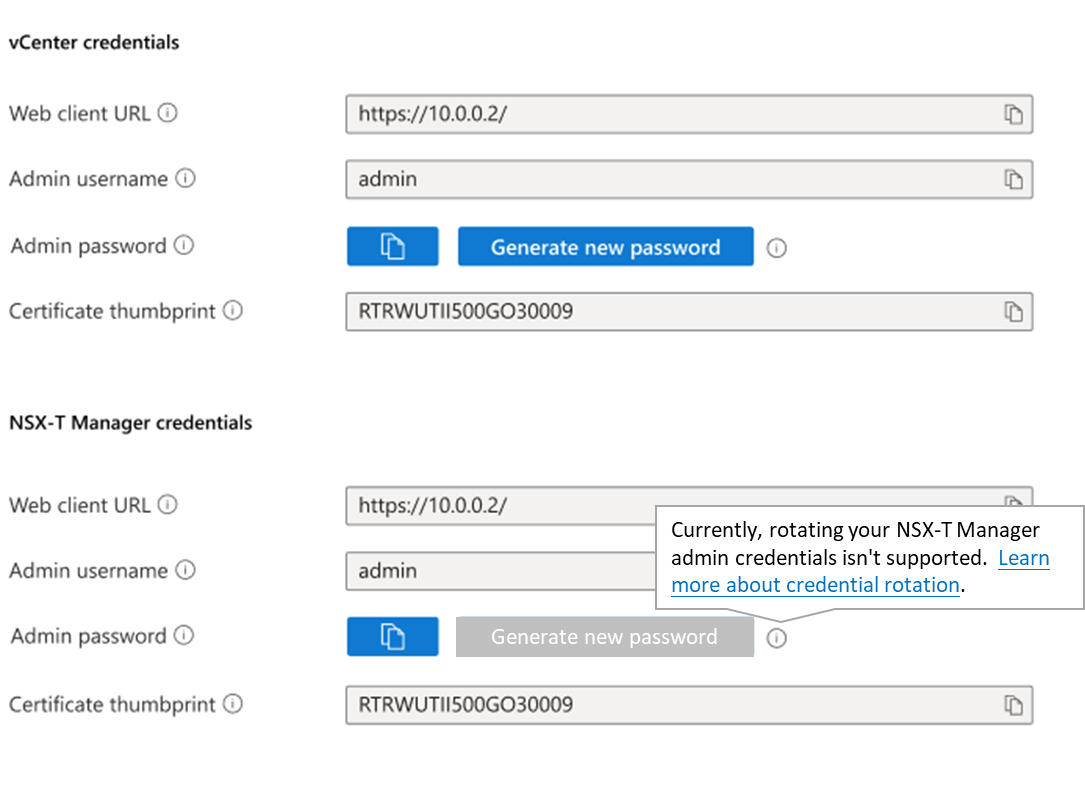 vCenter credentials
Web client URL
https://10.0.0.2/
Admin username
admin
Admin password
Generate new password
Certificate thumbprint
RTRWUTII500GO30009
NSX-T Manager credentials
Web client URL
https://10.0.0.2/
Currently, rotating your NSX-T Manager
admin credentials isn't supported. Learn
more about credential rotation.
Admin username
admin
Admin password
Generate new password
Certificate thumbprint
RTRWUTII500GO30009